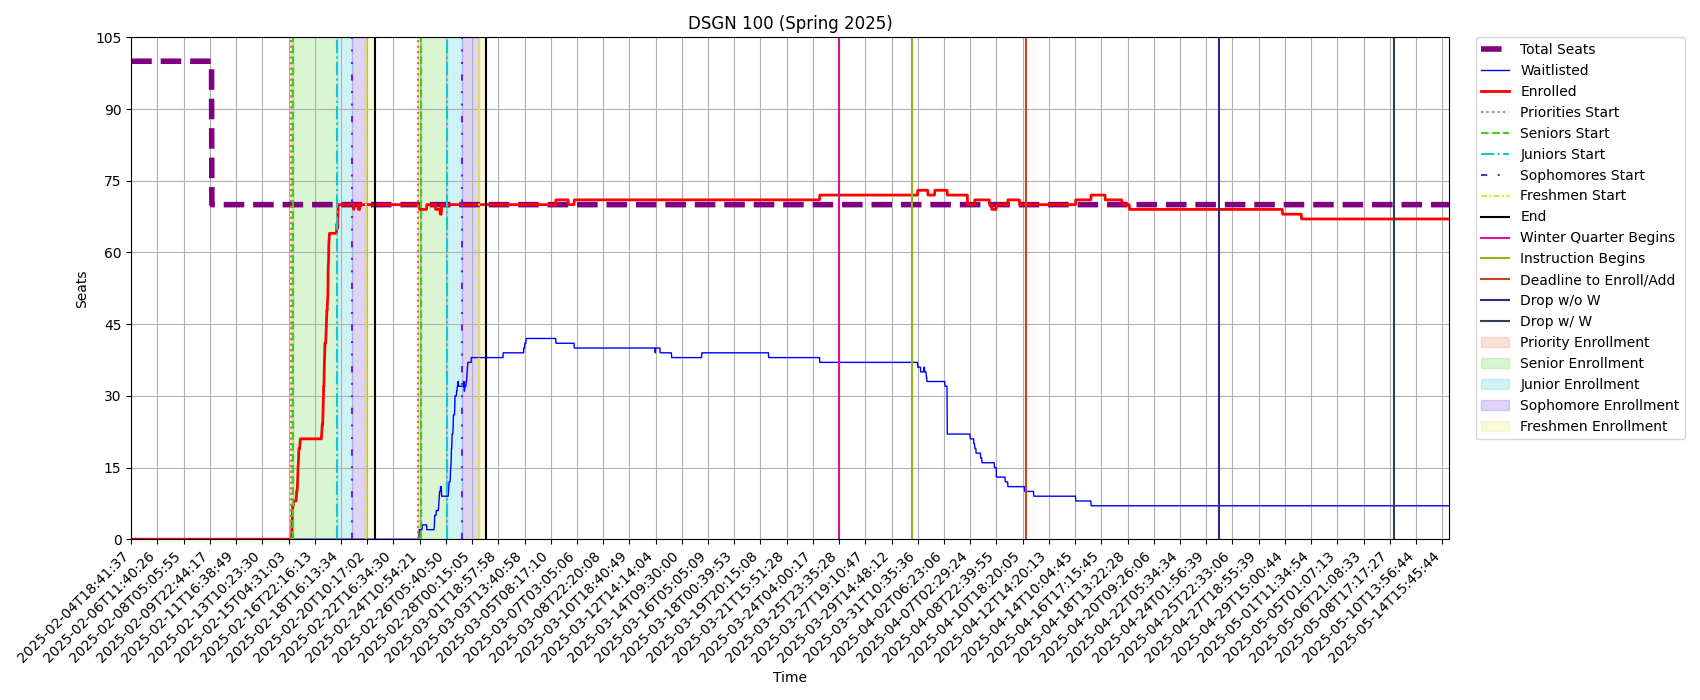 DSGN 100 (Spring 2025)
Seats
105
90
75
60
45
30
15
0
2025-02-04T18:41:37
2025-02-06T11:40:26
2025-02-08T05:05:55
2025-02-09T22:44:17
2025-02-11T16:38:49
2025-02-13T10:23:30
2025-02-15T04:31:03
2025-02-16T22:16:13
2025-02-18T16:13:34
2025-02-20T10:17:02
2025-02-22T16:34:30
2025-02-24T10:54:21
2025-02-26T05:40:50
2025-02-28T00:15:05
2025-03-01T18:57:58
2025-03-03T13:40:58
2025-03-05T08:17:10
2025-03-07T03:05:06
2025-03-08T22:20:08
2025-03-10T18:40:49
2025-03-12T14:14:04
2025-03-14T09:30:00
2025-03-16T05:05:09
2025-03-18T00:39:53
2025-03-19T20:15:08
2025-03-21T15:51:28
2025-03-24T04:00:17
2025-03-25T23:35:28
2025-03-27T19:10:47
2025-03-29T14:48:12
2025-03-31T10:35:36
2025-04-02T06:23:06
2025-04-07T02:29:24
2025-04-08T22:39:55
2025-04-10T18:20:05
2025-04-12T14:20:13
2025-04-14T10:04:45
2025-04-16T17:15:45
2025-04-18T13:22:28
2025-04-20T09:26:06
2025-04-22T05:34:34
2025-04-24T01:56:39
2025-04-25T22:33:06
2025-04-27T18:55:39
2025-04-29T15:00:44
2025-05-01T11:34:54
2025-05-05T01:07:13
2025-05-06T21:08:33
2025-05-08T17:17:27
2025-05-10T13:56:44
2025-05-14T15:45:44
Time
Total Seats
Waitlisted
Enrolled
Priorities Start
Seniors Start
Juniors Start
Sophomores Start
Freshmen Start
End
Winter Quarter Begins
Instruction Begins
Deadline to Enroll/Add
Drop w/o W
Drop w/ W
Priority Enrollment
Senior Enrollment
Junior Enrollment
Sophomore Enrollment
Freshmen Enrollment